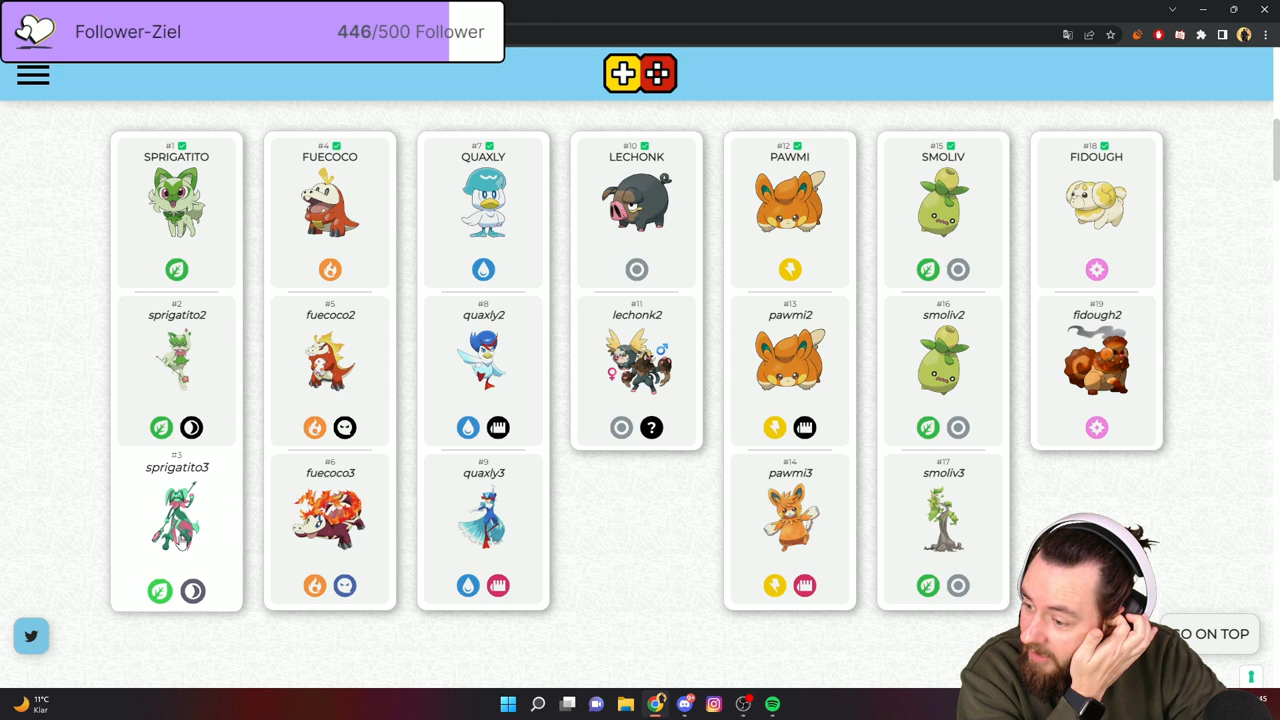 Follower-Ziel 446/500 Follower
#1 #4 #7 #10 #12 #15 #18
SPRIGATITO FUECOCO QUAXLY LECHONK PAWMI SMOLIV FIDOUGH
#2 #5 #8 #11 #13 #16 #19
sprigatito2 fuecoco2 quaxly2 lechonk2 pawmi2 smoliv2 fidough2
?
#3 #6 #9 #14 #17
sprigatito3 fuecoco3 quaxly3 pawmi3 smoliv3
GO ON TOP
11°C
Klar